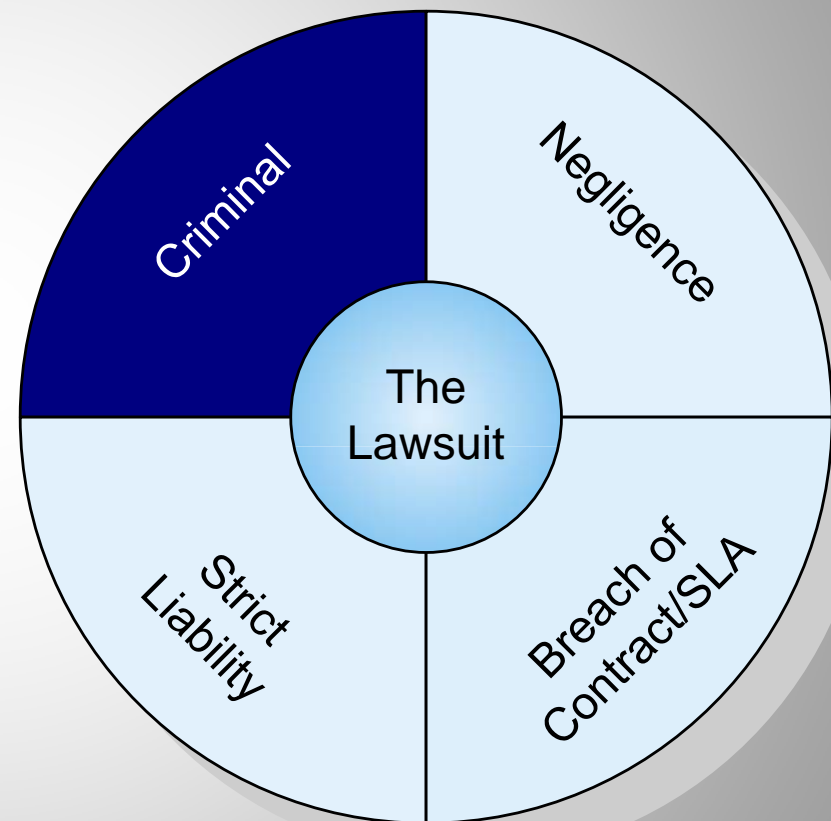 Criminal
Negligence
The
Lawsuit
Strict
Liability
Breach of
Contract/SLA